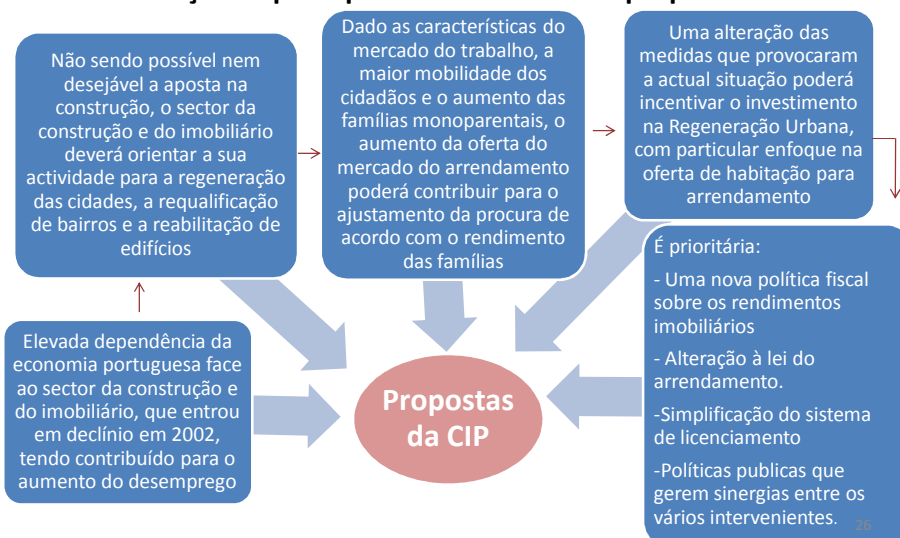 Não sendo possível nem
desejável a aposta na
construção, o sector da
construção e do imobiliário
deverá orientar a sua
actividade para a regeneração
das cidades, a requalificação
de bairros e a reabilitação de
edifícios
Dado as características do
mercado do trabalho, a
maior mobilidade dos
cidadãos e o aumento das
famílias monoparentais, o
aumento da oferta do
mercado do arrendamento
poderá contribuir para o
ajustamento da procura de
acordo com o rendimento
das famílias
Uma alteração das
medidas que provocaram
a actual situação poderá
incentivar o investimento
na Regeneração Urbana,
com particular enfoque na
oferta de habitação para
arrendamento
Elevada dependência da
economia portuguesa face
ao sector da construção e
do imobiliário, que entrou
em declínio em 2002,
tendo contribuído para o
aumento do desemprego
Propostas
da CIP
É prioritária:
- Uma nova política fiscal
sobre os rendimentos
imobiliários
- Alteração à lei do
arrendamento.
-Simplificação do sistema
de licenciamento
-Políticas publicas que
gerem sinergias entre os
vários intervenientes.
26